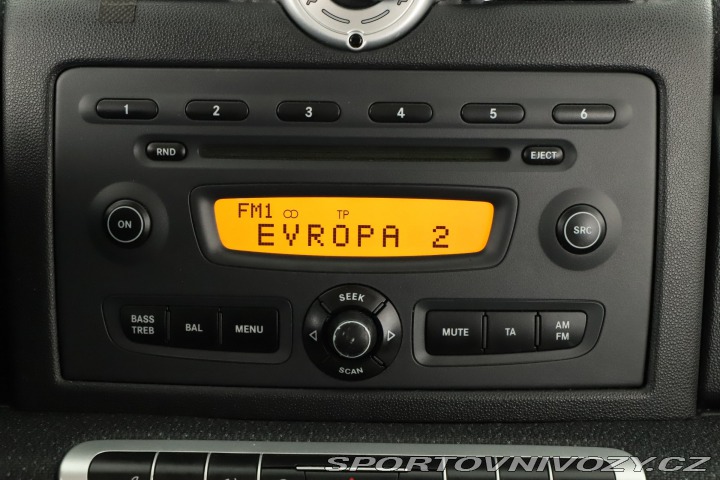 1 2 3 4 5 6
RND EJECT
FM1 TP
ON EVROPA 2 SRC
SEEK
BASS TREB BAL MENU MUTE TA AM FM
SCAN
SPORTOVNIVOZY.CZ